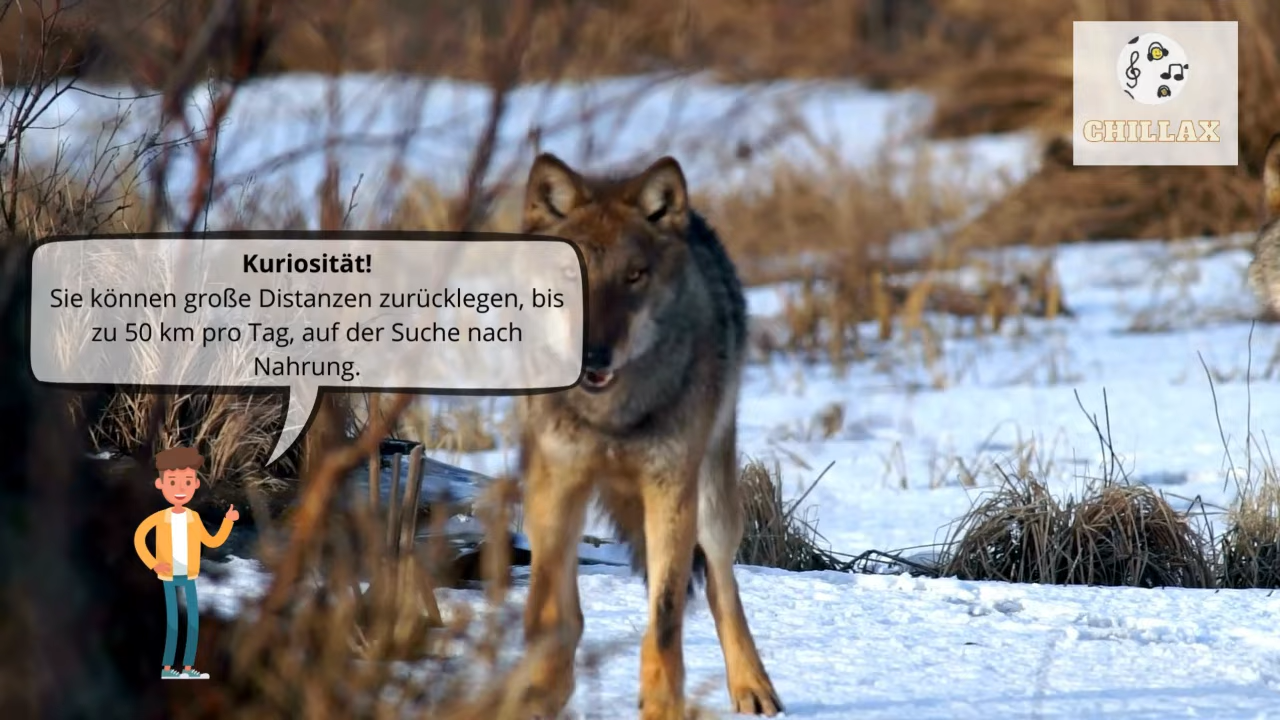 CHILLAX
Kuriosität!
Sie können große Distanzen zurücklegen, bis
zu 50 km pro Tag, auf der Suche nach
Nahrung.